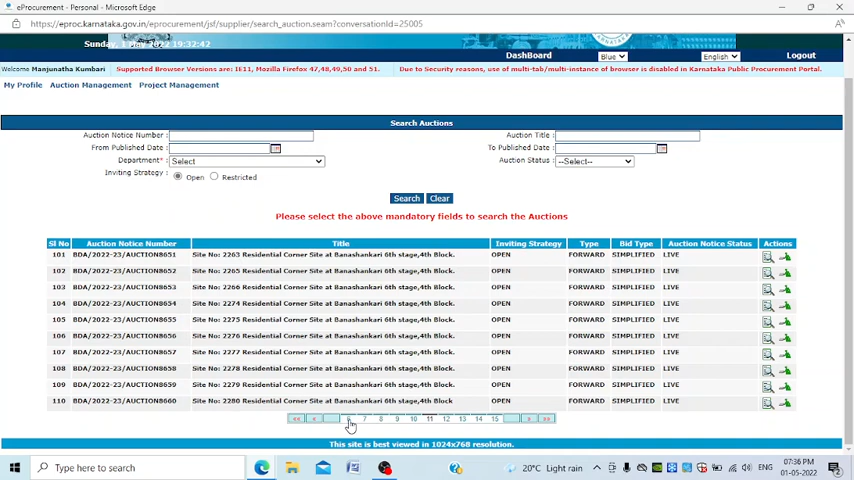 eProcurement - Personal - Microsoft Edge
https://eproc.karnataka.gov.in/eprocurement/jsf/supplier/search_auction.seam?conversationId=25005
Sunday, 1 May 2022 19:32:42
DashBoard Blue English Logout
Welcome Manjunatha Kumbari Supported Browser Versions are: IE11, Mozilla Firefox 47,48,49,50 and 51. Due to Security reasons, use of multi-tab/multi-instance of browser is disabled in Karnataka Public Procurement Portal.
My Profile Auction Management Project Management
Search Auctions
Auction Notice Number : Auction Title :
From Published Date : To Published Date :
Department* : Select Auction Status : --Select--
Inviting Strategy : Open Restricted
Search Clear
Please select the above mandatory fields to search the Auctions
Sl No Auction Notice Number Title Inviting Strategy Type Bid Type Auction Notice Status Actions
101 BDA/2022-23/AUCTION8651 Site No: 2263 Residential Corner Site at Banashankari 6th stage,4th Block. OPEN FORWARD SIMPLIFIED LIVE
102 BDA/2022-23/AUCTION8652 Site No: 2265 Residential Corner Site at Banashankari 6th stage,4th Block. OPEN FORWARD SIMPLIFIED LIVE
103 BDA/2022-23/AUCTION8653 Site No: 2266 Residential Corner Site at Banashankari 6th stage,4th Block. OPEN FORWARD SIMPLIFIED LIVE
104 BDA/2022-23/AUCTION8654 Site No: 2274 Residential Corner Site at Banashankari 6th stage,4th Block. OPEN FORWARD SIMPLIFIED LIVE
105 BDA/2022-23/AUCTION8655 Site No: 2275 Residential Corner Site at Banashankari 6th stage,4th Block. OPEN FORWARD SIMPLIFIED LIVE
106 BDA/2022-23/AUCTION8656 Site No: 2276 Residential Corner Site at Banashankari 6th stage,4th Block. OPEN FORWARD SIMPLIFIED LIVE
107 BDA/2022-23/AUCTION8657 Site No: 2277 Residential Corner Site at Banashankari 6th stage,4th Block. OPEN FORWARD SIMPLIFIED LIVE
108 BDA/2022-23/AUCTION8658 Site No: 2278 Residential Corner Site at Banashankari 6th stage,4th Block. OPEN FORWARD SIMPLIFIED LIVE
109 BDA/2022-23/AUCTION8659 Site No: 2279 Residential Corner Site at Banashankari 6th stage,4th Block. OPEN FORWARD SIMPLIFIED LIVE
110 BDA/2022-23/AUCTION8660 Site No: 2280 Residential Corner Site at Banashankari 6th stage,4th Block OPEN FORWARD SIMPLIFIED LIVE
«« « 7 8 9 10 11 12 13 14 15 » »»
This site is best viewed in 1024x768 resolution.
Type here to search 20°C Light rain ENG 07:36 PM
01-05-2022 2